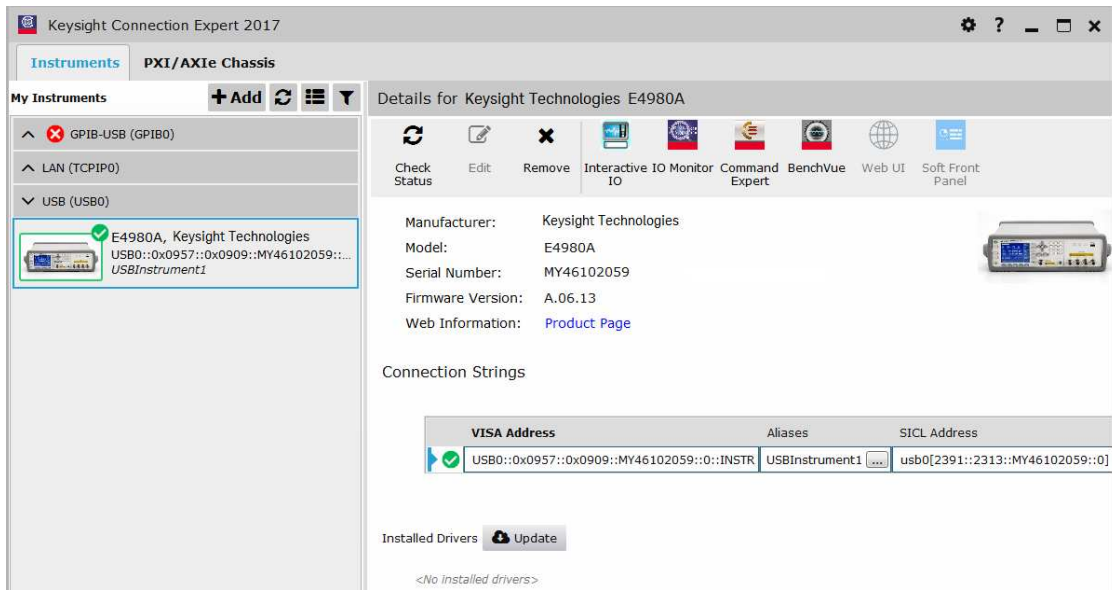 Keysight Connection Expert 2017
?
Instruments PXI/AXIe Chassis
My Instruments
Add
GPIB-USB (GPIB0)
LAN (TCPIP0)
USB (USB0)
E4980A, Keysight Technologies
USB0::0x0957::0x0909::MY46102059::...
USBInstrument1
Details for Keysight Technologies E4980A
Check
Status
Edit
Remove
Interactive
IO
IO Monitor
Command
Expert
BenchVue
Web UI
Soft Front
Panel
Manufacturer: Keysight Technologies
Model: E4980A
Serial Number: MY46102059
Firmware Version: A.06.13
Web Information: Product Page
Connection Strings
VISA Address Aliases SICL Address
USB0::0x0957::0x0909::MY46102059::0::INSTR USBInstrument1 ... usb0[2391::2313::MY46102059::0]
Installed Drivers Update
<No installed drivers>